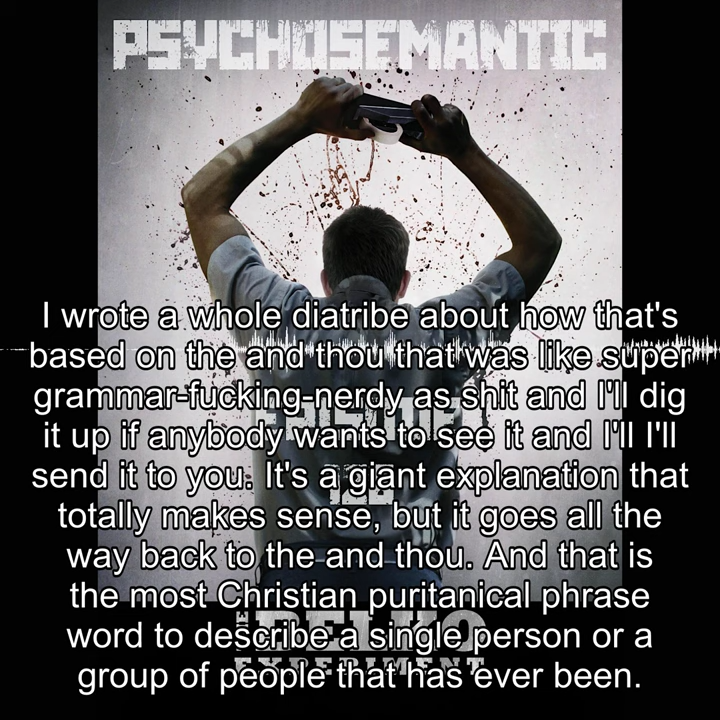 PSYCHOSEMANTIC
I wrote a whole diatribe about how that's
based on the and thou that was like super
grammar-fucking-nerdy as shit and I'll dig
it up if anybody wants to see it and I'll I'll
send it to you. It's a giant explanation that
totally makes sense, but it goes all the
way back to the and thou. And that is
the most Christian puritanical phrase
word to describe a single person or a
group of people that has ever been.
THE BELKO
EXPERIMENT